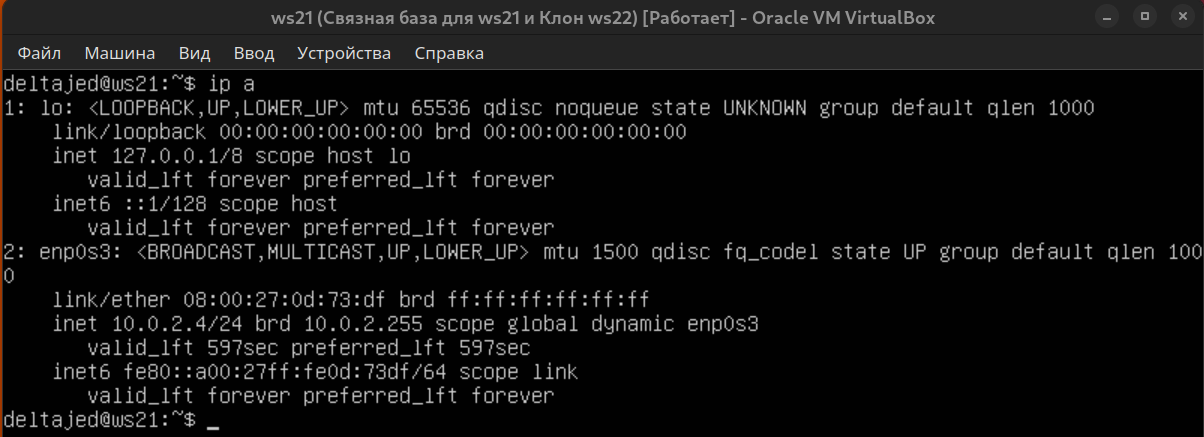 ws21 (Связная база для ws21 и Клон ws22) [Работает] - Oracle VM VirtualBox
Файл Машина Вид Ввод Устройства Справка
deltajed@ws21:~$ ip a
1: lo: <LOOPBACK,UP,LOWER_UP> mtu 65536 qdisc noqueue state UNKNOWN group default qlen 1000
    link/loopback 00:00:00:00:00:00 brd 00:00:00:00:00:00
    inet 127.0.0.1/8 scope host lo
       valid_lft forever preferred_lft forever
    inet6 ::1/128 scope host
       valid_lft forever preferred_lft forever
2: enp0s3: <BROADCAST,MULTICAST,UP,LOWER_UP> mtu 1500 qdisc fq_codel state UP group default qlen 100
0
    link/ether 08:00:27:0d:73:df brd ff:ff:ff:ff:ff:ff
    inet 10.0.2.4/24 brd 10.0.2.255 scope global dynamic enp0s3
       valid_lft 597sec preferred_lft 597sec
    inet6 fe80::a00:27ff:fe0d:73df/64 scope link
       valid_lft forever preferred_lft forever
deltajed@ws21:~$ _